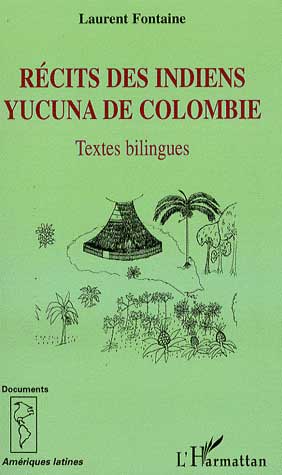 Laurent Fontaine
RÉCITS DES INDIENS
YUCUNA DE COLOMBIE
Textes bilingues
Documents
Amériques latines
L'Harmattan